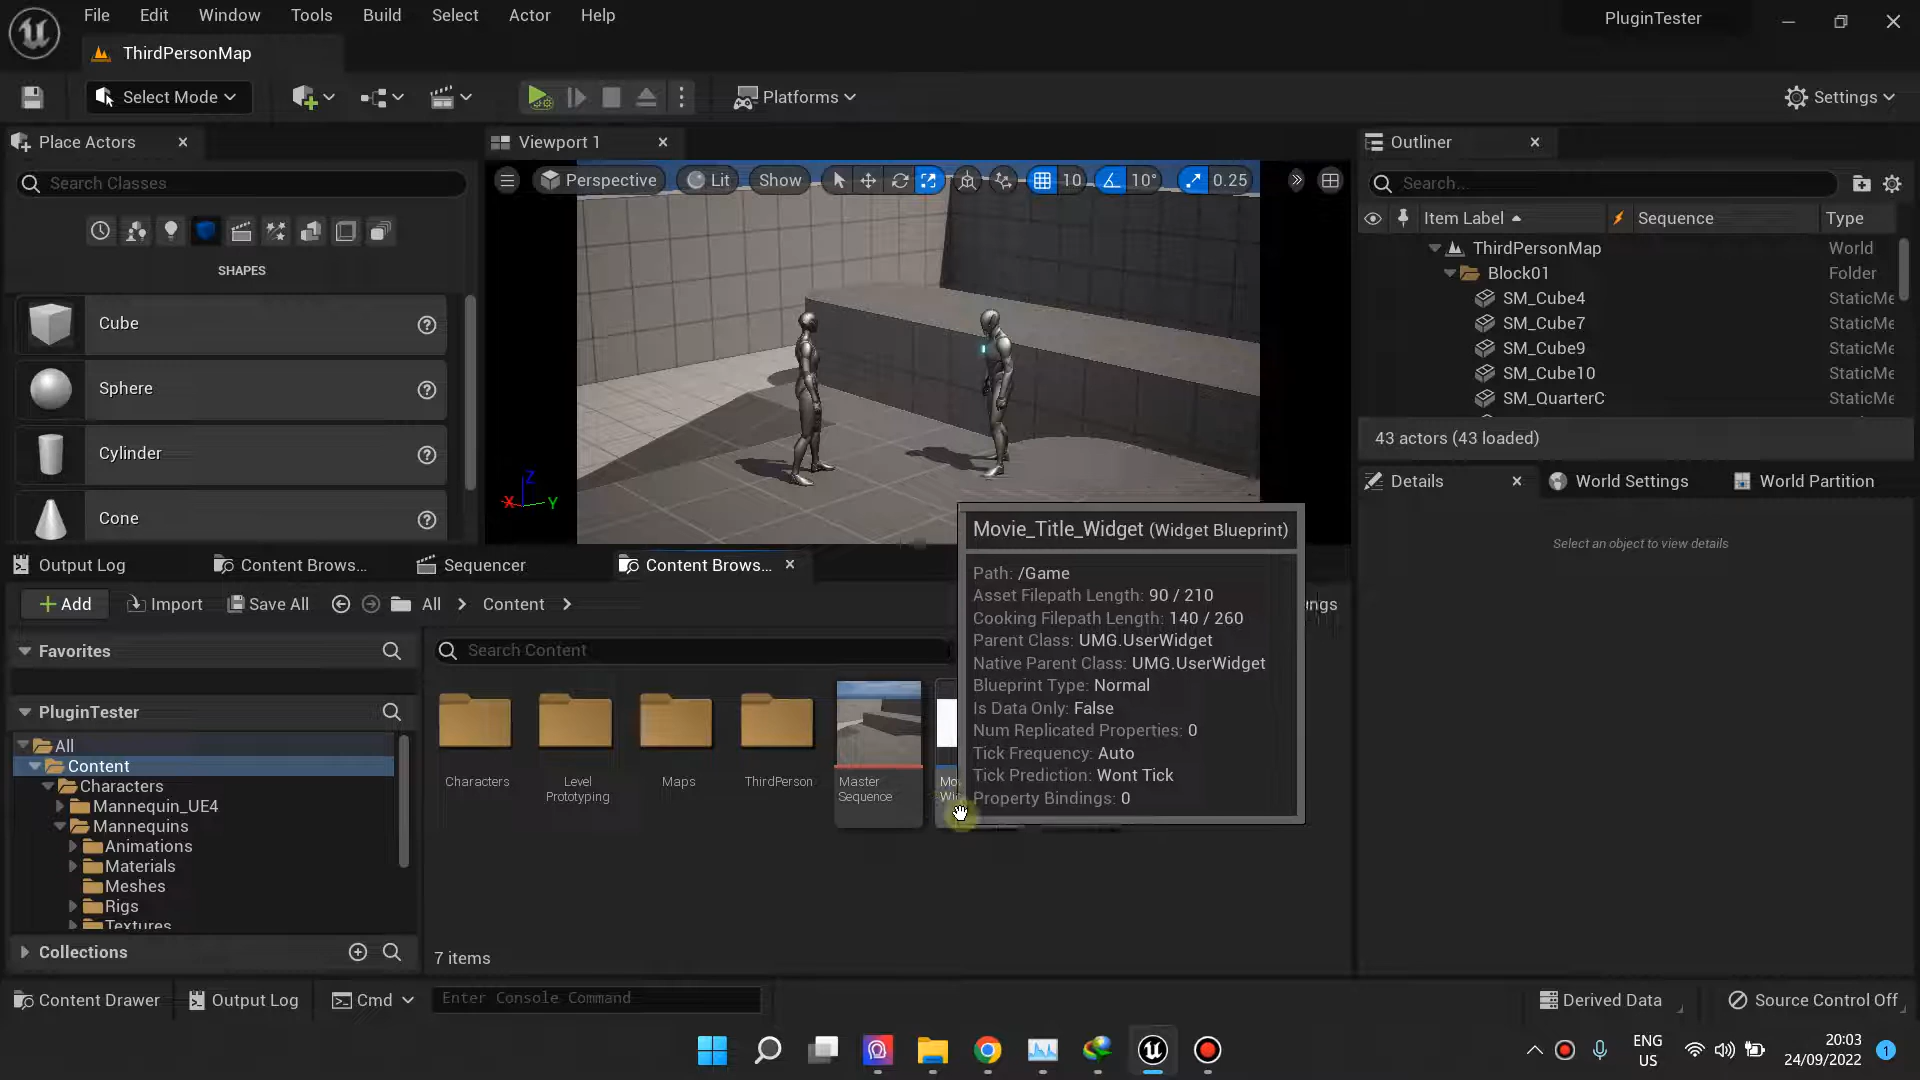 File Edit Window Tools Build Select Actor Help
PluginTester
ThirdPersonMap
Select Mode
Platforms
Settings
Place Actors
Viewport 1
Outliner
Search Classes
Perspective Lit Show 10 10° 0.25
Search...
Item Label Sequence Type
SHAPES
ThirdPersonMap World
Block01 Folder
Cube
SM_Cube4 StaticMe
SM_Cube7 StaticMe
SM_Cube9 StaticMe
Sphere
SM_Cube10 StaticMe
SM_QuarterC StaticMe
Cylinder
43 actors (43 loaded)
Cone
Z
X Y
Details World Settings World Partition
Select an object to view details
Movie_Title_Widget (Widget Blueprint)
Path: /Game
Asset Filepath Length: 90 / 210
Cooking Filepath Length: 140 / 260
Parent Class: UMG.UserWidget
Native Parent Class: UMG.UserWidget
Blueprint Type: Normal
Is Data Only: False
Num Replicated Properties: 0
Tick Frequency: Auto
Tick Prediction: Wont Tick
Property Bindings: 0
Output Log Content Brows... Sequencer Content Brows...
Add Import Save All All Content
ngs
Favorites
Search Content
PluginTester
All
Content
Characters
Mannequin_UE4
Mannequins
Animations
Materials
Meshes
Rigs
Textures
Characters
Level
Prototyping
Maps
ThirdPerson
Master
Sequence
Collections
7 items
Content Drawer Output Log Cmd Enter Console Command
Derived Data Source Control Off
ENG
US
20:03
24/09/2022
1